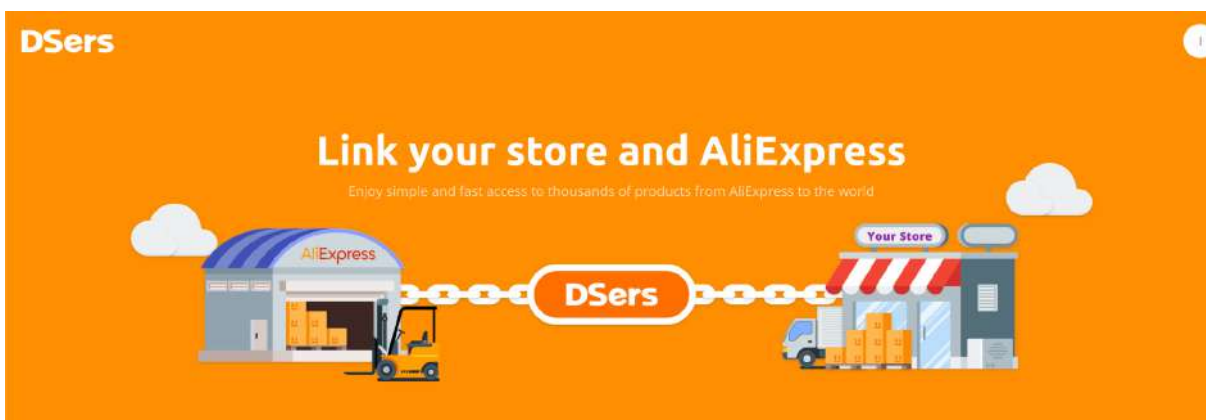 DSers
Link your store and AliExpress
Enjoy simple and fast access to thousands of products from AliExpress to the world
Your Store
AliExpress
DSers